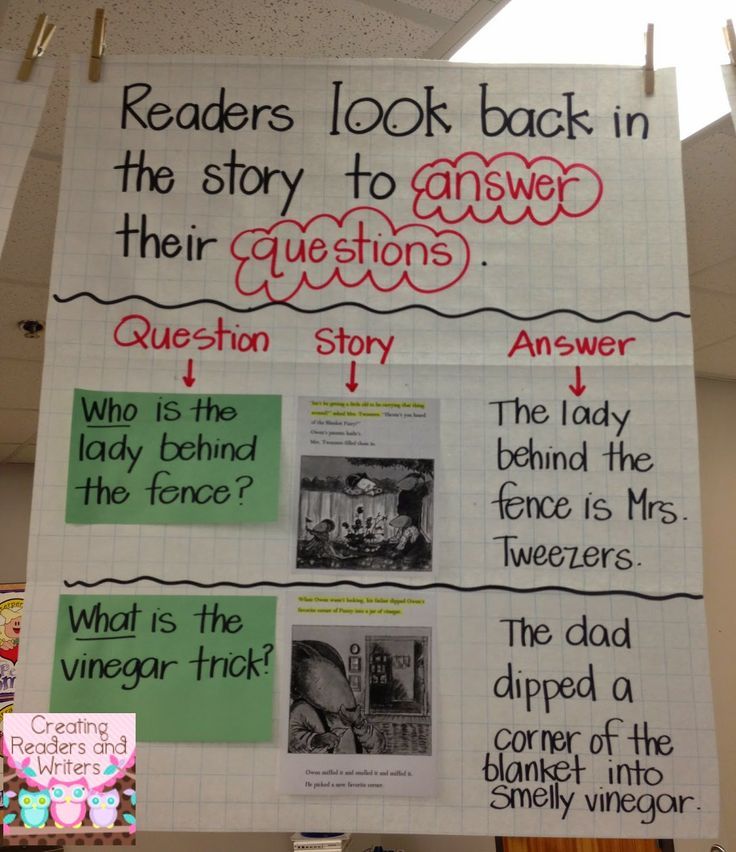 Readers look back in
the story to answer
their questions.
Question
Story
Answer
Who is the
lady behind
the fence?
"Isn't he getting a little old to be carrying that thing
around?" asked Mrs. Tweezers. "Haven't you heard
of the Blanket Fairy?"
Owen's parents hadn't.
Mrs. Tweezers filled them in.
The lady
behind the
fence is Mrs.
Tweezers.
What is the
vinegar trick?
When Owen wasn't looking, his father dipped Owen's
favorite corner of Fuzzy into a jar of vinegar.
Owen sniffed it and smelled it and sniffed it.
He picked a new favorite corner.
The dad
dipped a
corner of the
blanket into
smelly vinegar.
Creating
Readers and
Writers